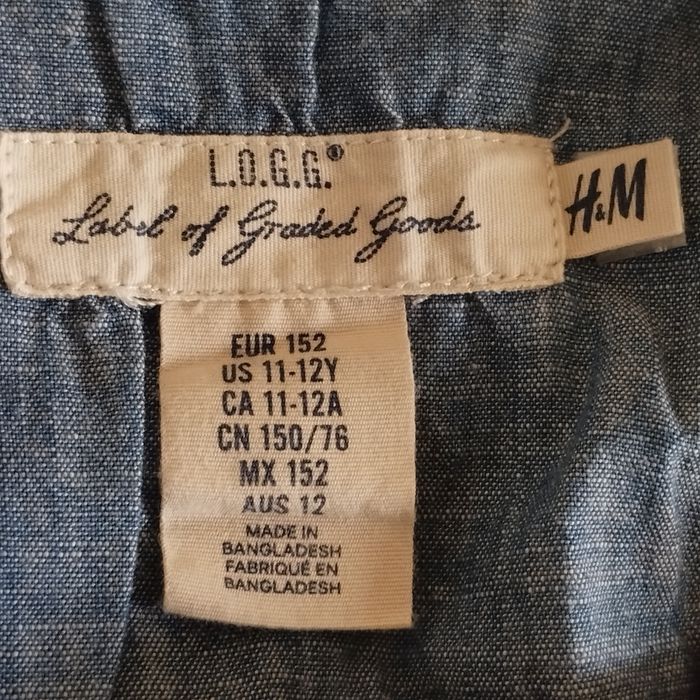 L.O.G.G.®
Label of Graded Goods
H&M
EUR 152
US 11-12Y
CA 11-12A
CN 150/76
MX 152
AUS 12
MADE IN
BANGLADESH
FABRIQUÉ EN
BANGLADESH